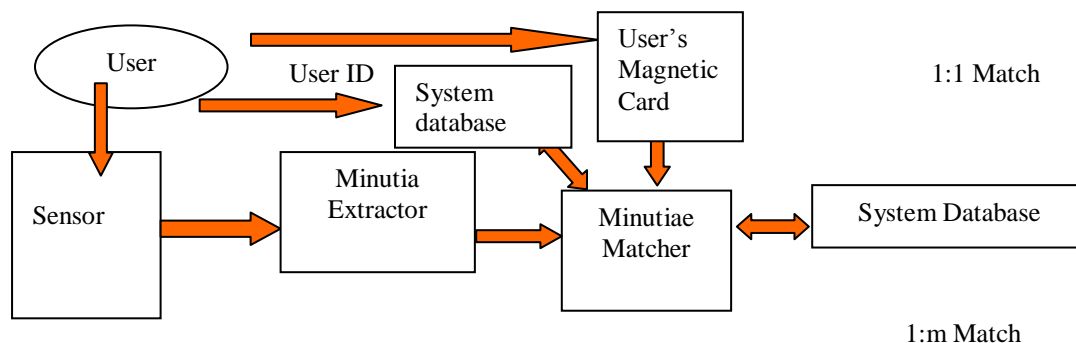 User
User ID
System
database
User's
Magnetic
Card
1:1 Match
Sensor
Minutia
Extractor
Minutiae
Matcher
System Database
1:m Match